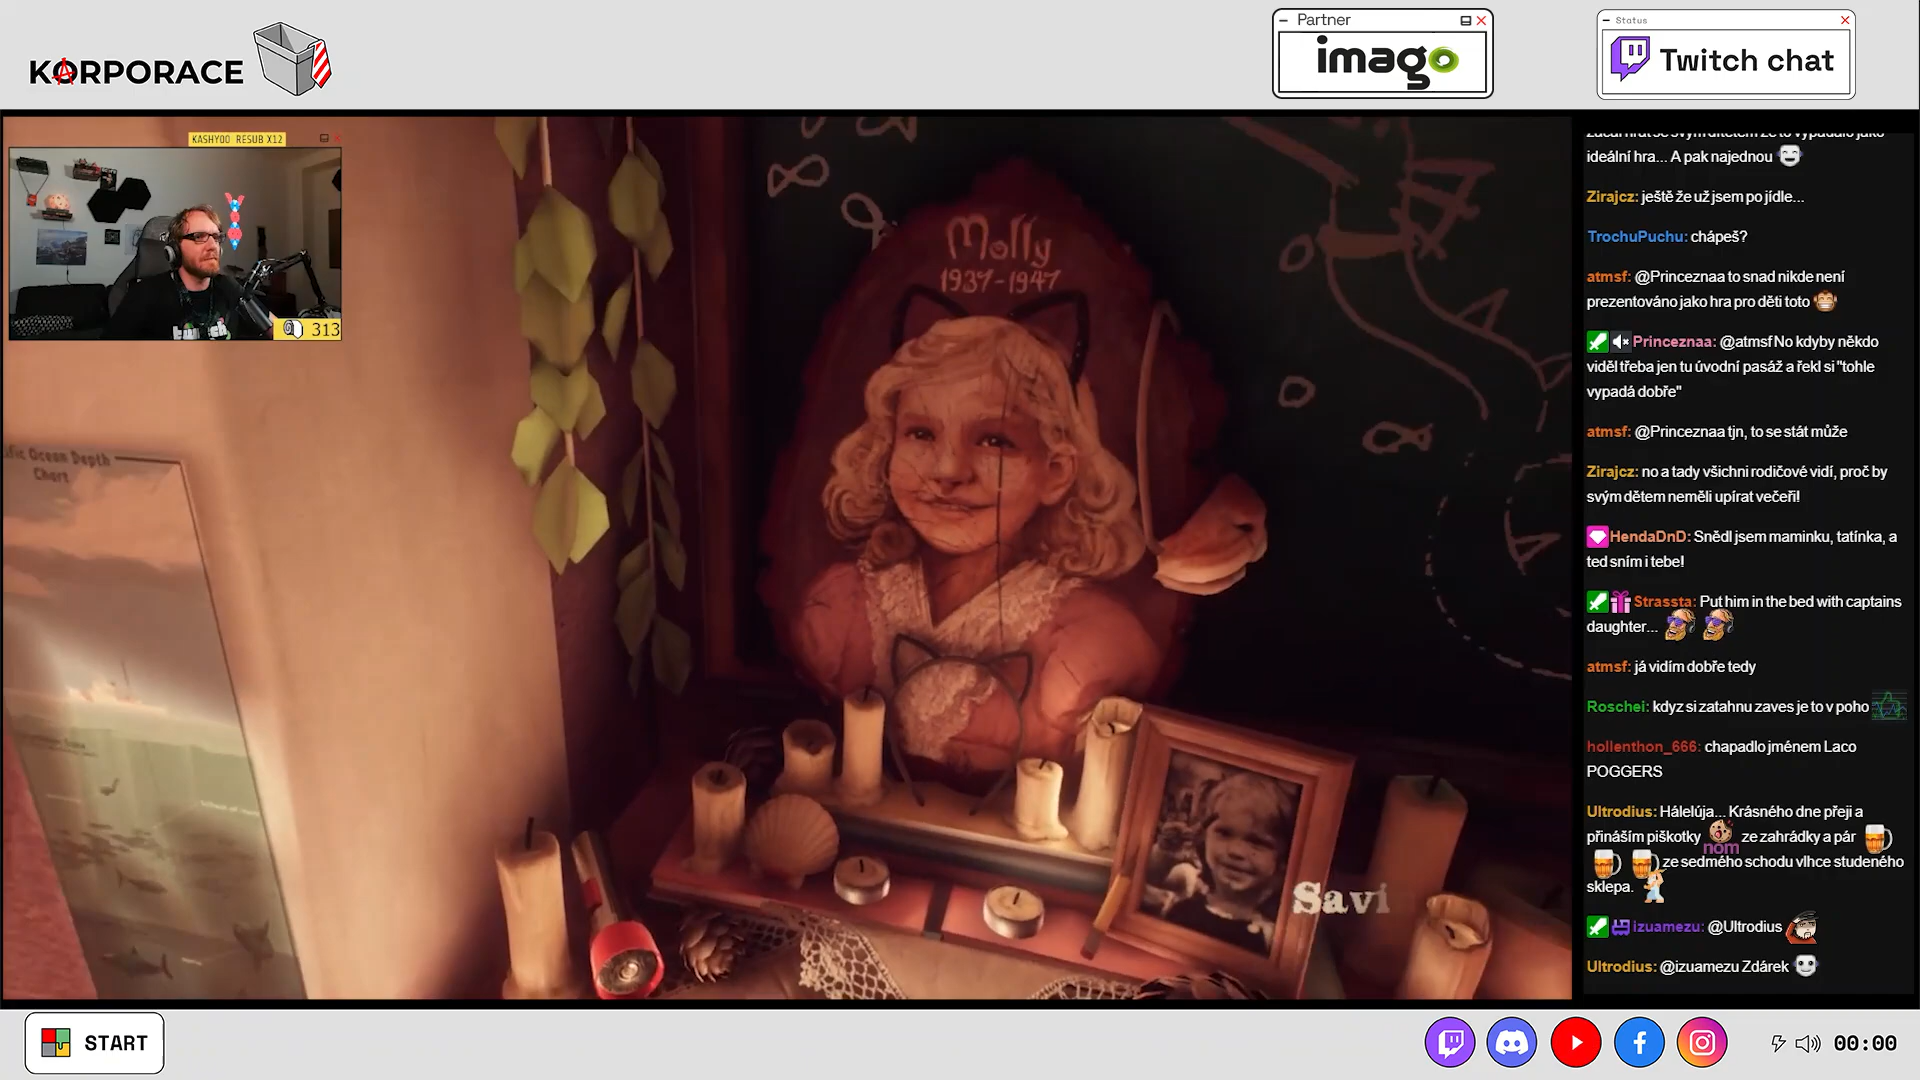 KORPORACE
Partner
imago
Status
Twitch chat
KASHYOO RESUB X12
313
Molly
1937-1947
Ocean Depth
Chart
Savi
ideální hra... A pak najednou
Zirajcz: ještě že už jsem po jídle...
TrochuPuchu: chápeš?
atmsf: @Princeznaa to snad nikde není
prezentováno jako hra pro děti toto
Princeznaa: @atmsf No kdyby někdo
viděl třeba jen tu úvodní pasáž a řekl si "tohle
vypadá dobře"
atmsf: @Princeznaa tjn, to se stát může
Zirajcz: no a tady všichni rodičové vidí, proč by
svým dětem neměli upírat večeři!
HendaDnD: Snědl jsem maminku, tatínka, a
ted sním i tebe!
Strassta: Put him in the bed with captains
daughter...
atmsf: já vidím dobře tedy
Roschei: kdyz si zatahnu zaves je to v poho
hollenthon_666: chapadlo jménem Laco
POGGERS
Ultrodius: Hálelúja... Krásného dne přeji a
přináším piškotky nom ze zahrádky a pár
ze sedmého schodu vlhce studeného
sklepa.
izuamezu: @Ultrodius
Ultrodius: @izuamezu Zdárek
START
00:00